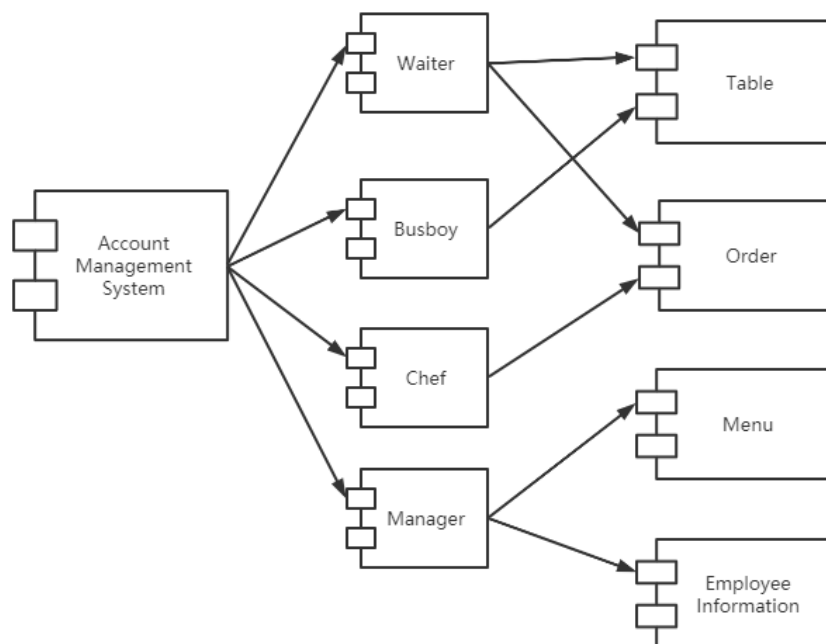 Waiter
Table
Account
Management
System
Busboy
Order
Chef
Menu
Manager
Employee
Information